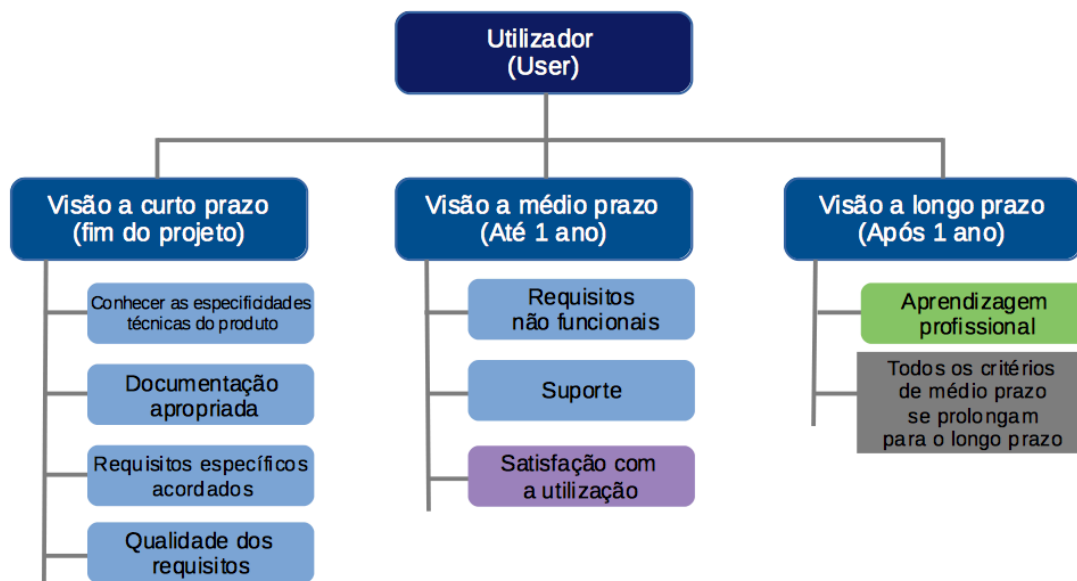 Utilizador
(User)
Visão a curto prazo
(fim do projeto)
Conhecer as especificidades
técnicas do produto
Documentação
apropriada
Requisitos específicos
acordados
Qualidade dos
requisitos
Visão a médio prazo
(Até 1 ano)
Requisitos
não funcionais
Suporte
Satisfação com
a utilização
Visão a longo prazo
(Após 1 ano)
Aprendizagem
profissional
Todos os critérios
de médio prazo
se prolongam
para o longo prazo